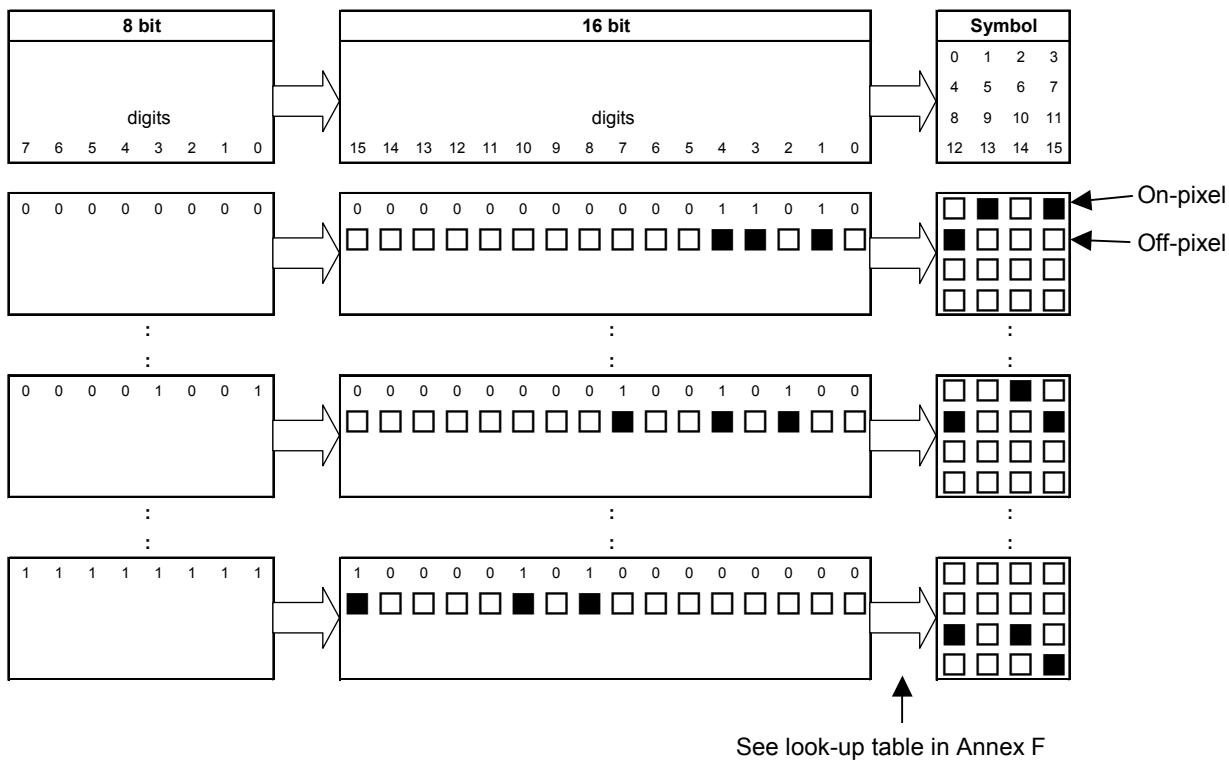 8 bit 16 bit Symbol
0 1 2 3
4 5 6 7
digits digits 8 9 10 11
7 6 5 4 3 2 1 0 15 14 13 12 11 10 9 8 7 6 5 4 3 2 1 0 12 13 14 15
On-pixel
0 0 0 0 0 0 0 0 0 0 0 0 0 0 0 0 0 0 0 1 1 0 1 0
Off-pixel
: : :
: : :
0 0 0 0 1 0 0 1 0 0 0 0 0 0 0 0 1 0 0 1 0 1 0 0
: : :
: : :
1 1 1 1 1 1 1 1 1 0 0 0 0 1 0 1 0 0 0 0 0 0 0 0
See look-up table in Annex F